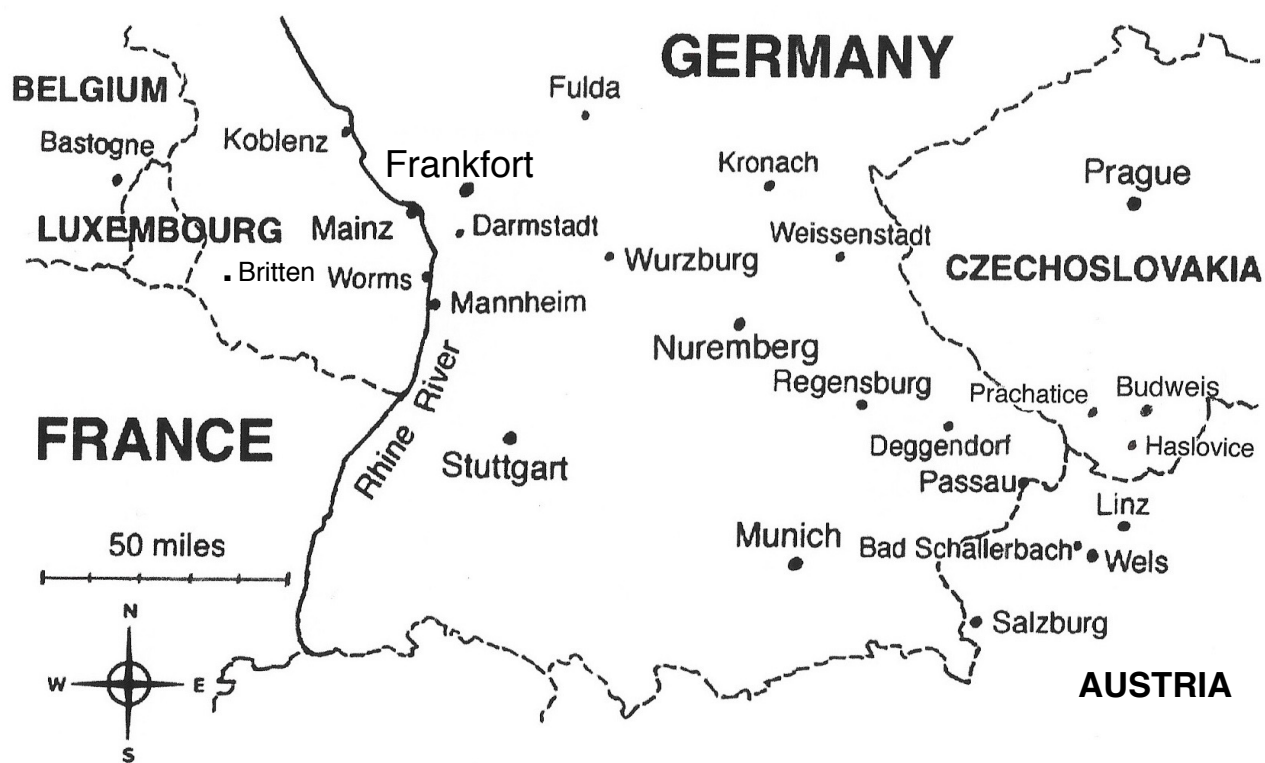 GERMANY
BELGIUM
Fulda
Bastogne
Koblenz
Frankfort
Kronach
Prague
LUXEMBOURG
Mainz
Darmstadt
Weissenstadt
Britten
Worms
Wurzburg
CZECHOSLOVAKIA
Mannheim
Nuremberg
Rhine River
Regensburg
Prachatice
Budweis
FRANCE
Deggendorf
Haslovice
Stuttgart
Passau
Linz
50 miles
Munich
Bad Schallerbach
Wels
N
Salzburg
W
E
AUSTRIA
S